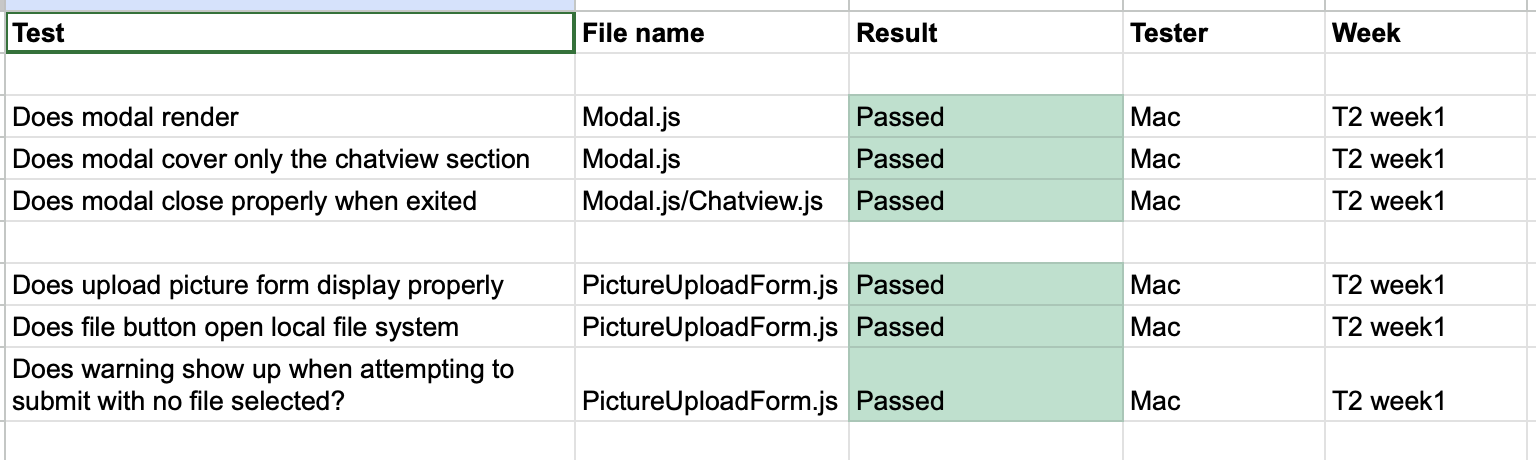 Test File name Result Tester Week
Does modal render Modal.js Passed Mac T2 week1
Does modal cover only the chatview section Modal.js Passed Mac T2 week1
Does modal close properly when exited Modal.js/Chatview.js Passed Mac T2 week1
Does upload picture form display properly PictureUploadForm.js Passed Mac T2 week1
Does file button open local file system PictureUploadForm.js Passed Mac T2 week1
Does warning show up when attempting to
submit with no file selected? PictureUploadForm.js Passed Mac T2 week1